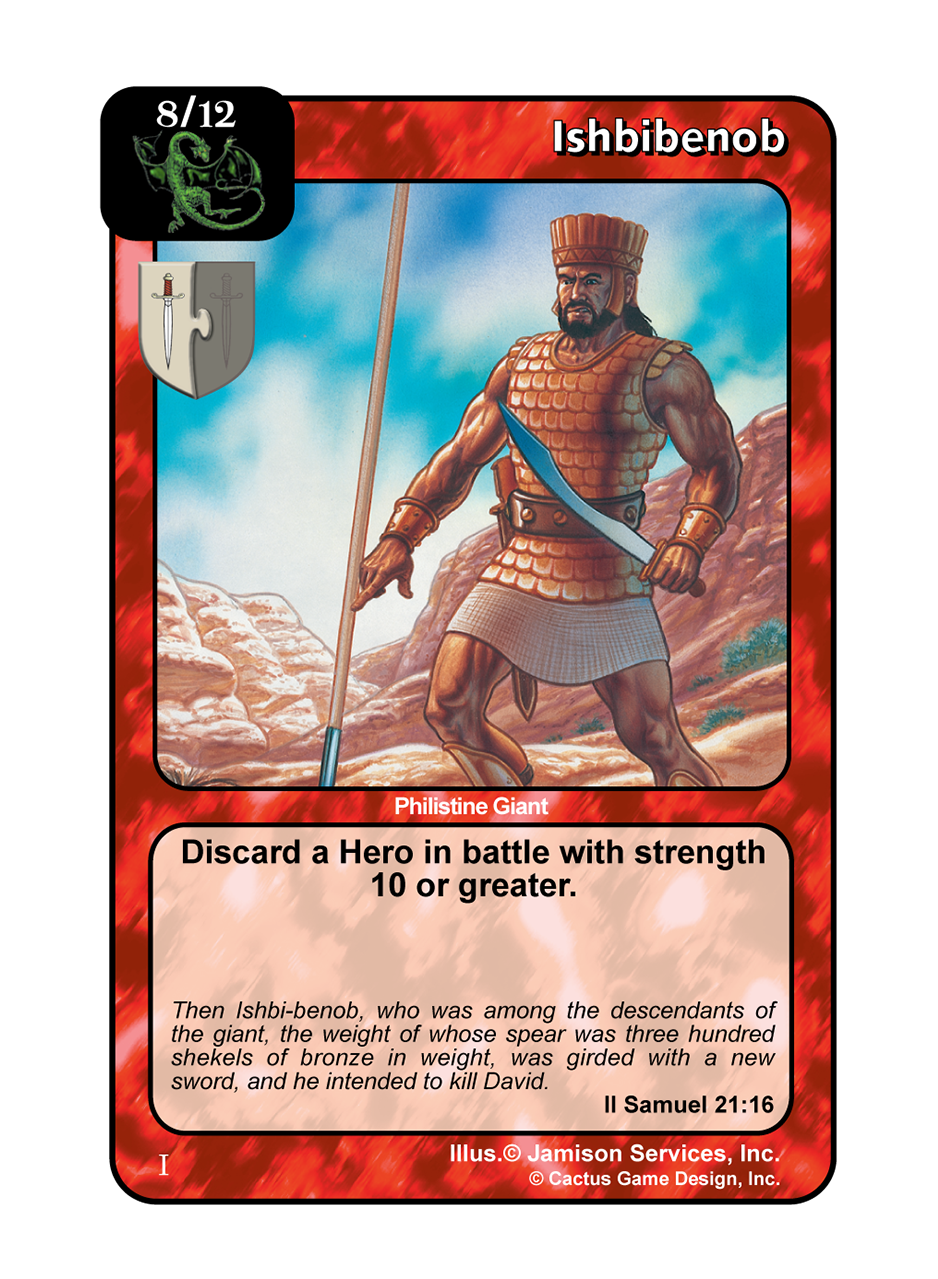 8/12
Ishbibenob
Philistine Giant
Discard a Hero in battle with strength
10 or greater.
Then Ishbi-benob, who was among the descendants of
the giant, the weight of whose spear was three hundred
shekels of bronze in weight, was girded with a new
sword, and he intended to kill David.
II Samuel 21:16
I
Illus.© Jamison Services, Inc.
© Cactus Game Design, Inc.